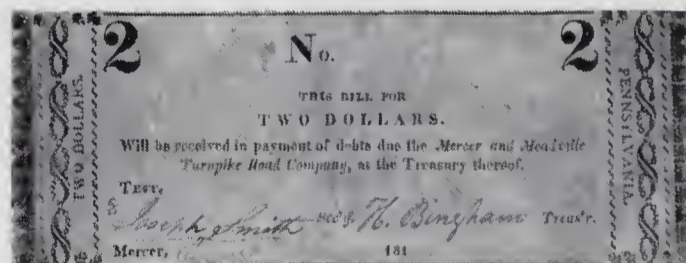 2 No. 2
TWO DOLLARS.
PENNSYLVANIA
THIS BILL FOR
TWO DOLLARS.
Will be received in payment of debts due the Mercer and Meadville
Turnpike Road Company, at the Treasury thereof.
TEST,
Joseph Smith Sec'y. H. Bingham Treas'r.
Mercer, 181